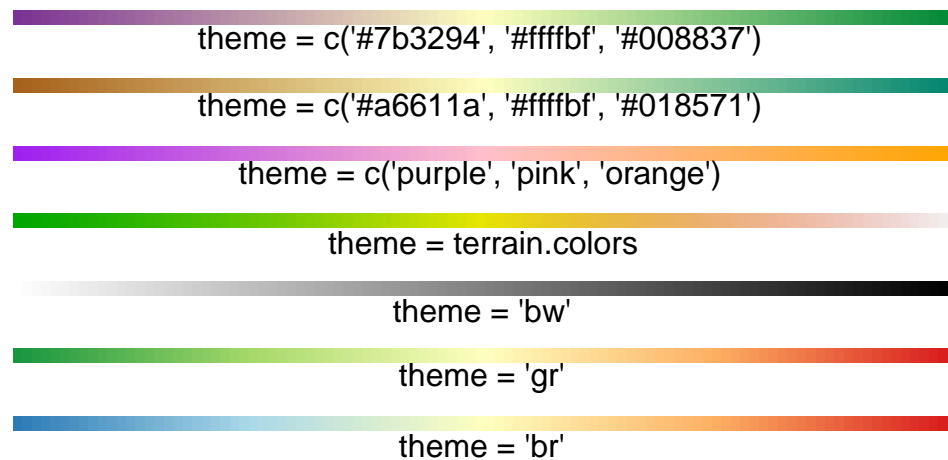 theme = c('#7b3294', '#ffffbf', '#008837')
theme = c('#a6611a', '#ffffbf', '#018571')
theme = c('purple', 'pink', 'orange')
theme = terrain.colors
theme = 'bw'
theme = 'gr'
theme = 'br'